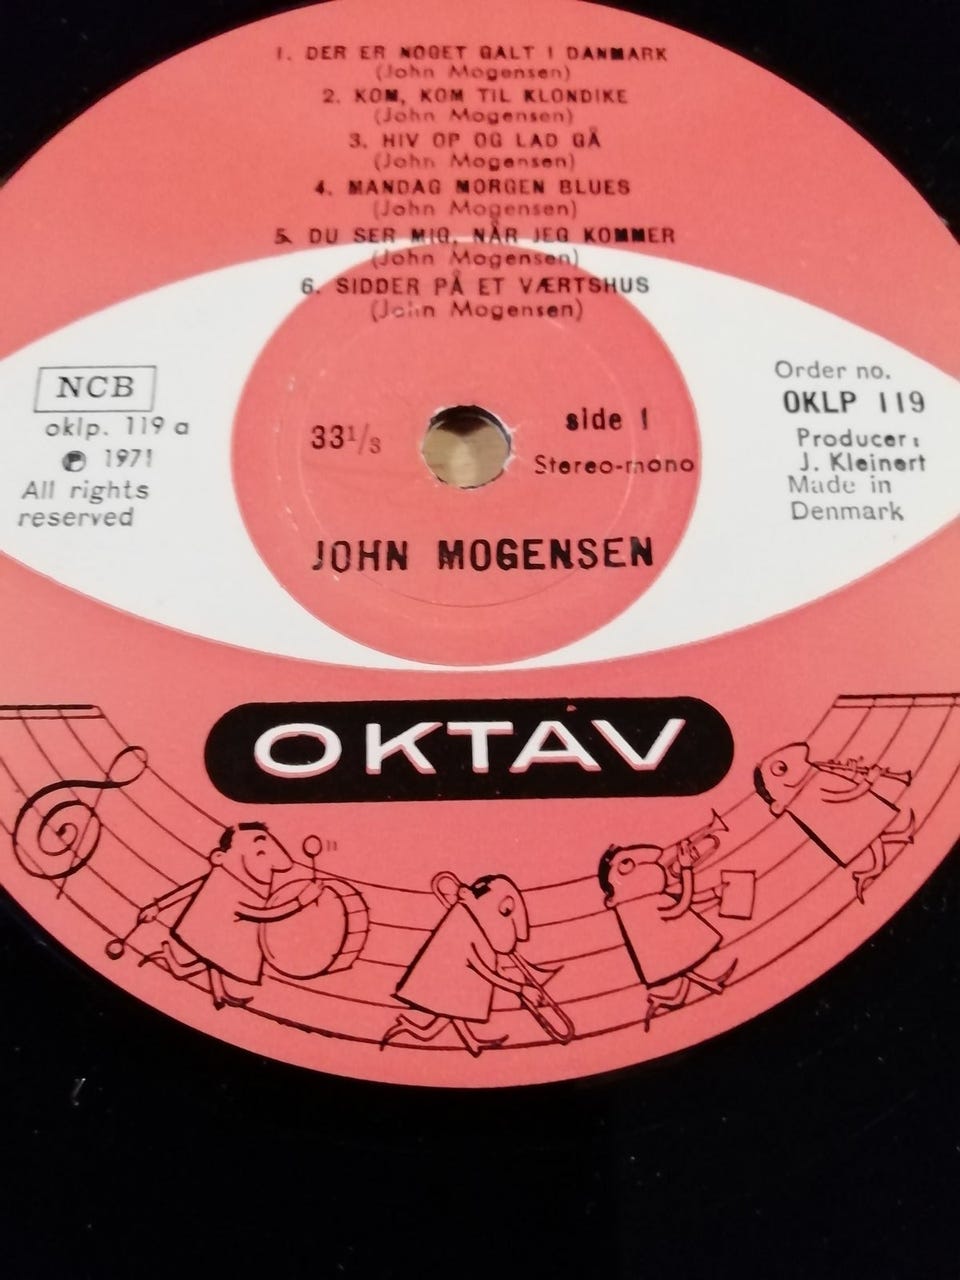 1. DER ER NOGET GALT I DANMARK
(John Mogensen)
2. KOM, KOM TIL KLONDIKE
(John Mogensen)
3. HIV OP OG LAD GÅ
(John Mogensen)
4. MANDAG MORGEN BLUES
(John Mogensen)
5. DU SER MIG, NÅR JEG KOMMER
(John Mogensen)
6. SIDDER PÅ ET VÆRTSHUS
(John Mogensen)
NCB
oklp. 119 a
℗ 1971
All rights
reserved
33 1/3
side 1
Stereo-mono
Order no.
OKLP 119
Producer:
J. Kleinert
Made in
Denmark
JOHN MOGENSEN
OKTAV